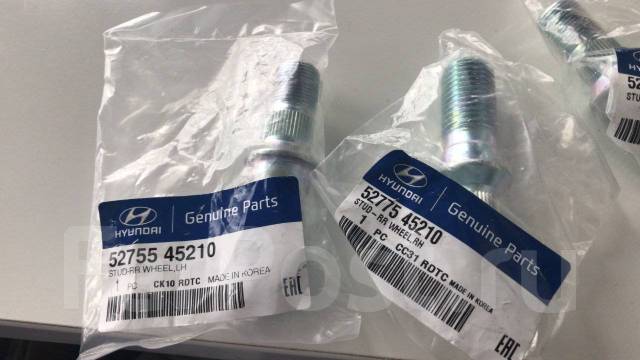 HYUNDAI
Genuine Parts
52755 45210
STUD-RR WHEEL,LH
1 PC CK10 RDTC MADE IN KOREA
EAC
HYUNDAI
Genuine Parts
52775 45210
STUD-RR WHEEL,RH
1 PC CC31 RDTC MADE IN KOREA
EAC
HYUNDAI